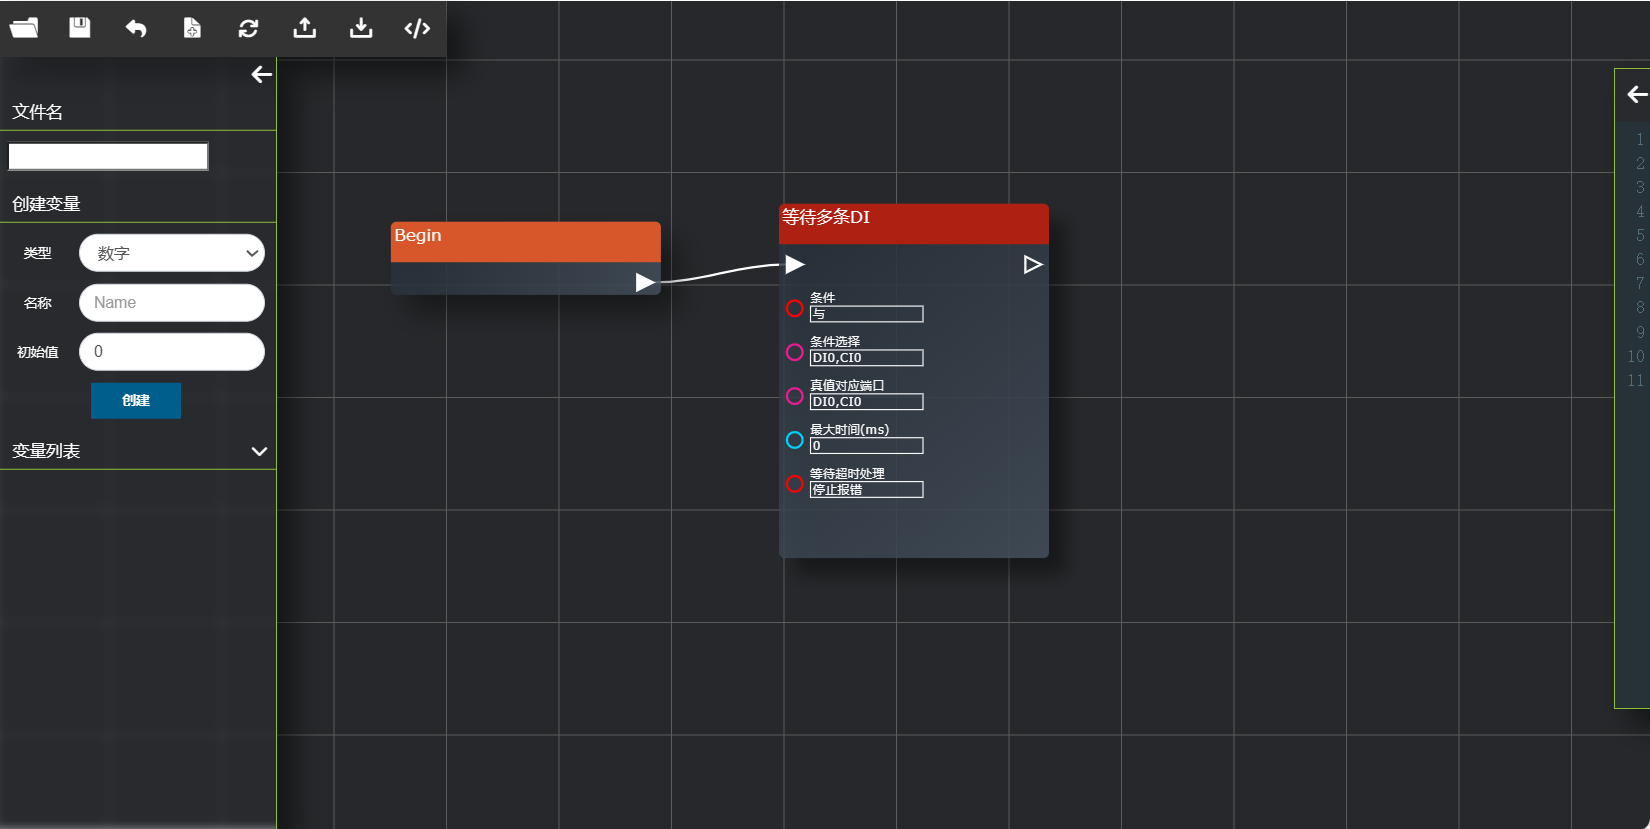 文件名
创建变量
类型
数字
名称
Name
初始值
0
创建
变量列表
Begin
等待多条DI
条件
与
条件选择
DI0,CI0
真值对应端口
DI0,CI0
最大时间(ms)
0
等待超时处理
停止报错
1
2
3
4
5
6
7
8
9
10
11